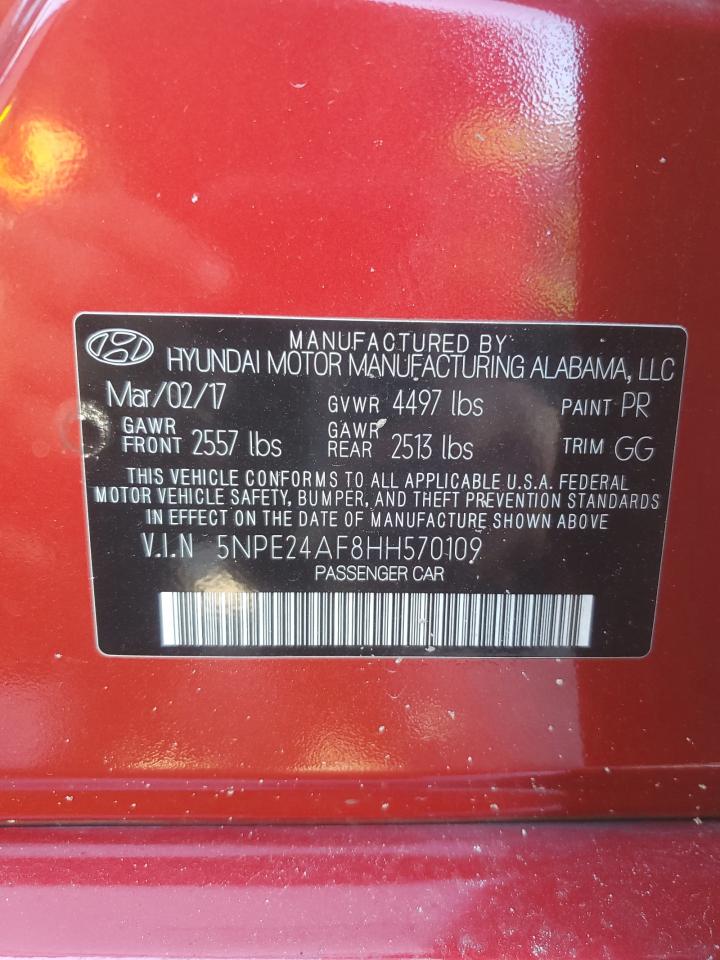 MANUFACTURED BY
HYUNDAI MOTOR MANUFACTURING ALABAMA, LLC
Mar/02/17 GVWR 4497 lbs PAINT PR
GAWR FRONT 2557 lbs GAWR REAR 2513 lbs TRIM GG
THIS VEHICLE CONFORMS TO ALL APPLICABLE U.S.A. FEDERAL
MOTOR VEHICLE SAFETY, BUMPER, AND THEFT PREVENTION STANDARDS
IN EFFECT ON THE DATE OF MANUFACTURE SHOWN ABOVE
V.I.N 5NPE24AF8HH570109
PASSENGER CAR